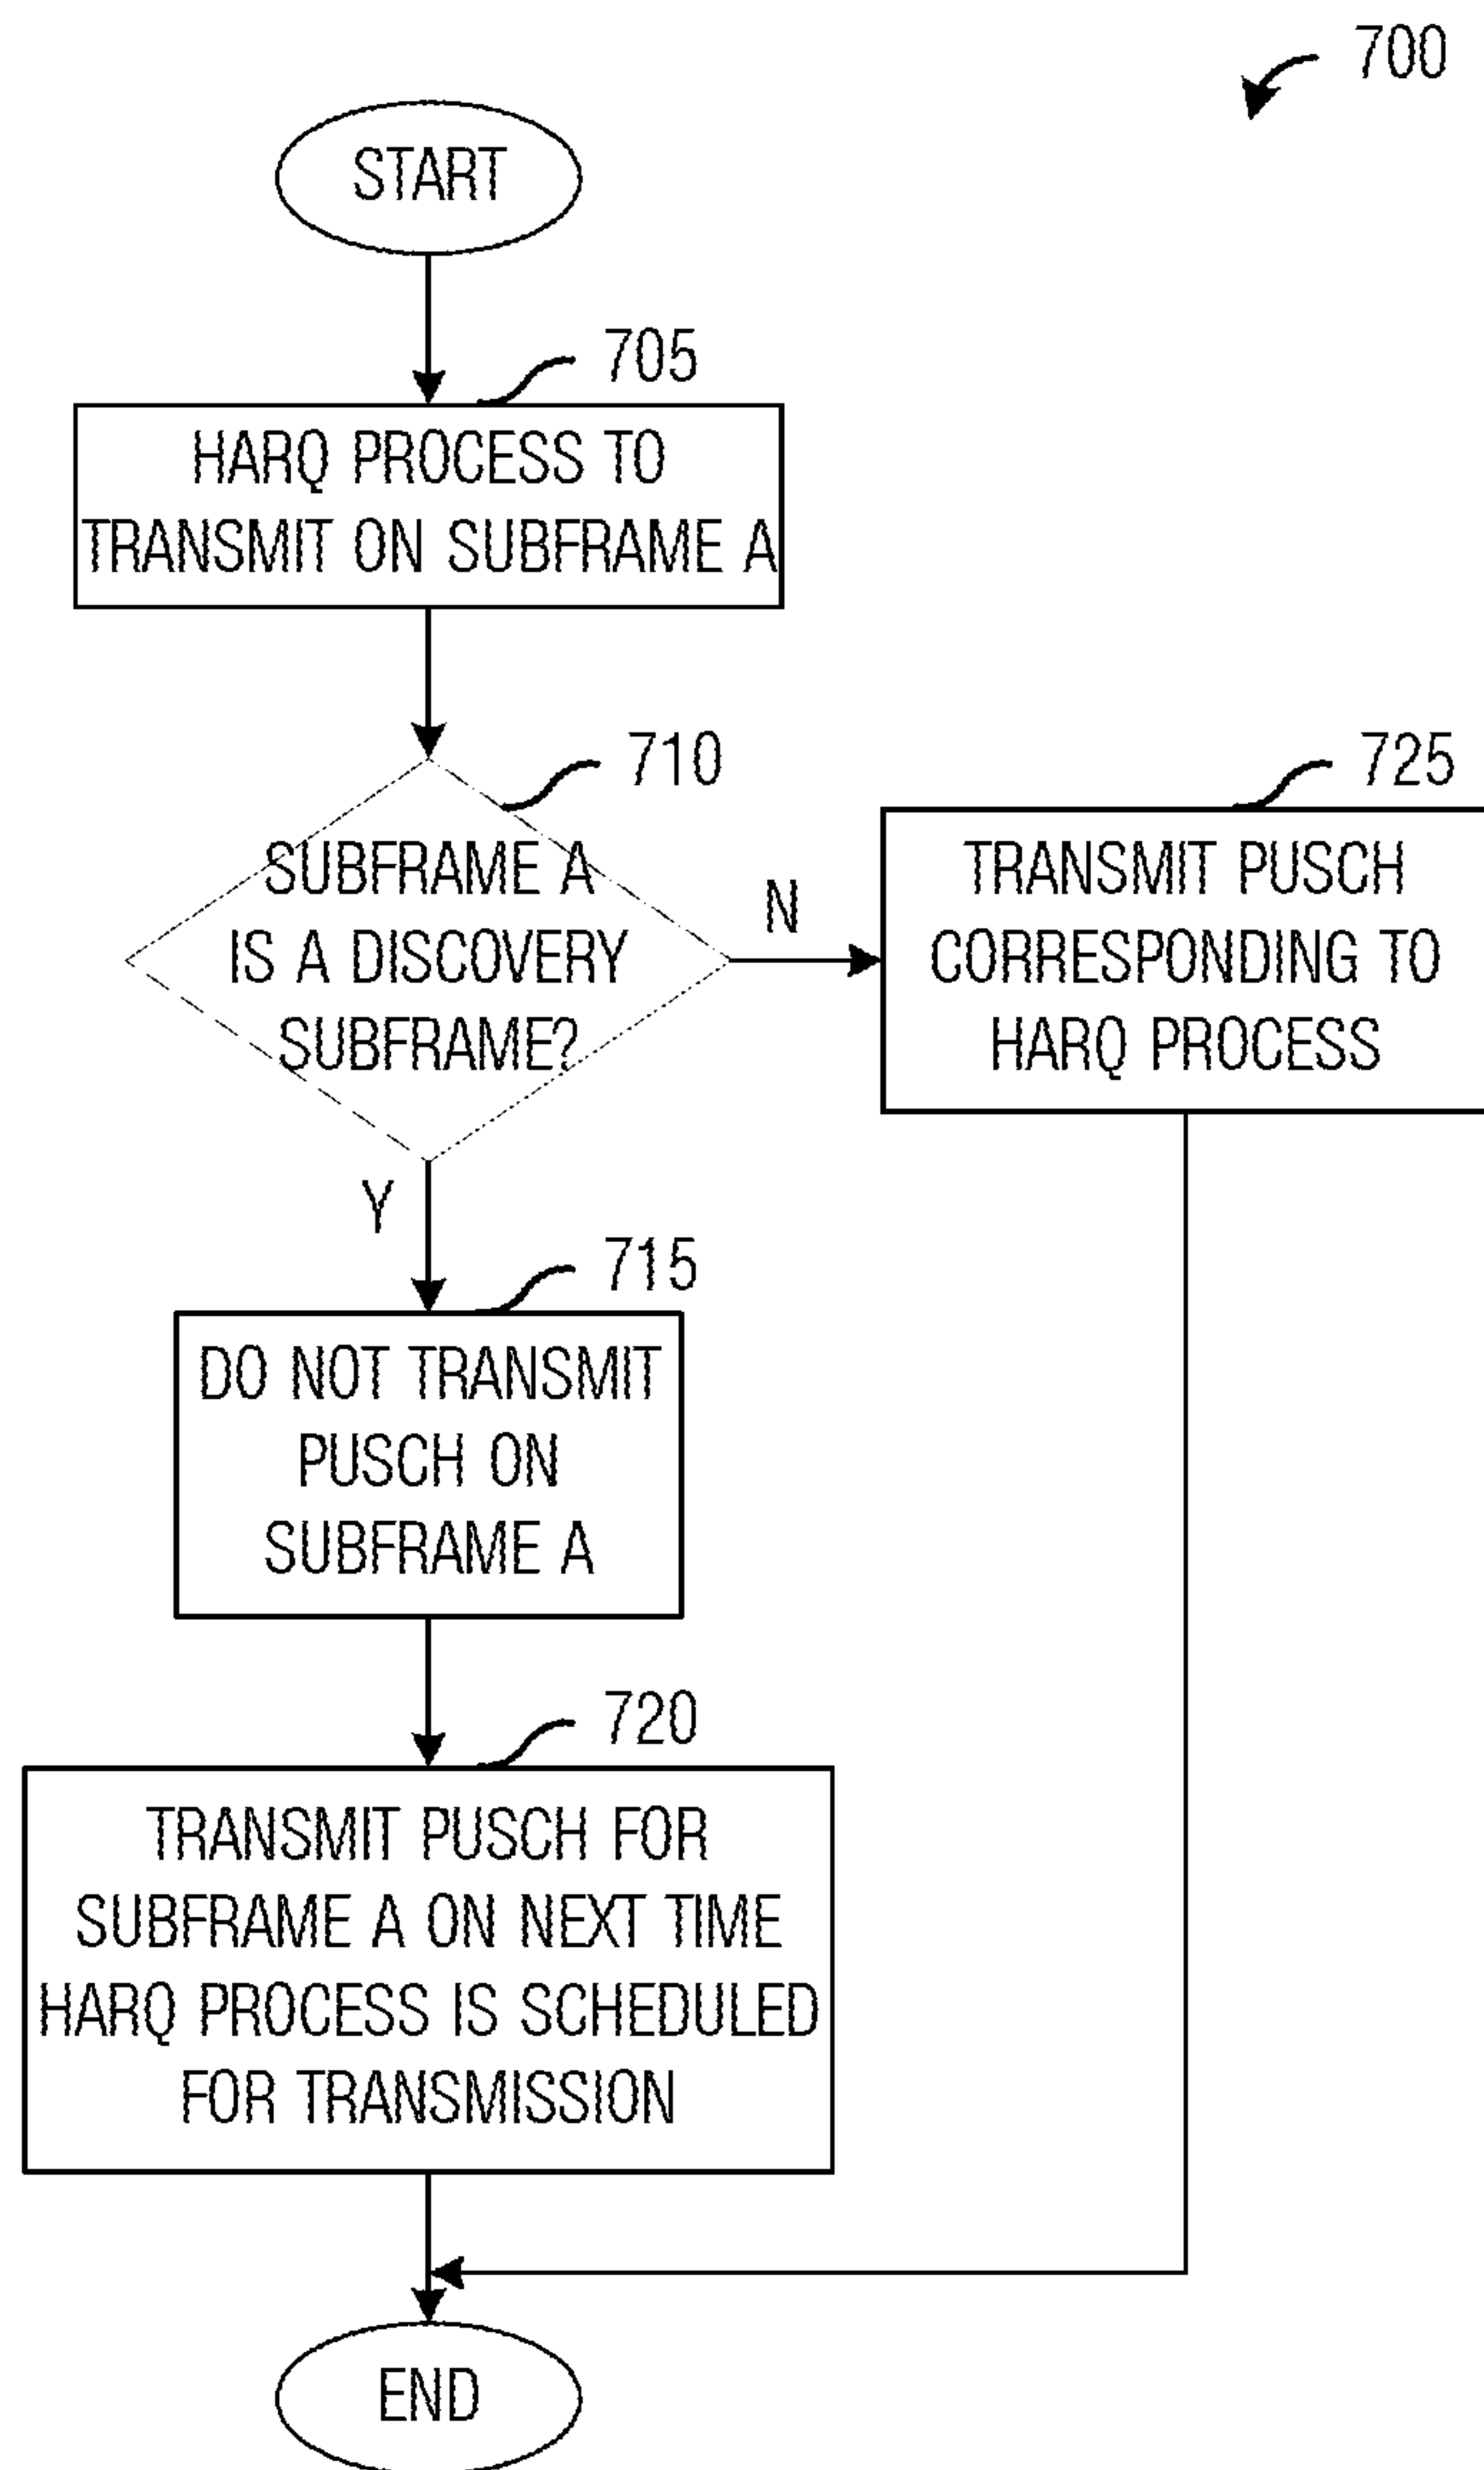 700
START
705
HARQ PROCESS TO
TRANSMIT ON SUBFRAME A
710
SUBFRAME A
IS A DISCOVERY
SUBFRAME?
N
725
TRANSMIT PUSCH
CORRESPONDING TO
HARQ PROCESS
Y
715
DO NOT TRANSMIT
PUSCH ON
SUBFRAME A
720
TRANSMIT PUSCH FOR
SUBFRAME A ON NEXT TIME
HARQ PROCESS IS SCHEDULED
FOR TRANSMISSION
END